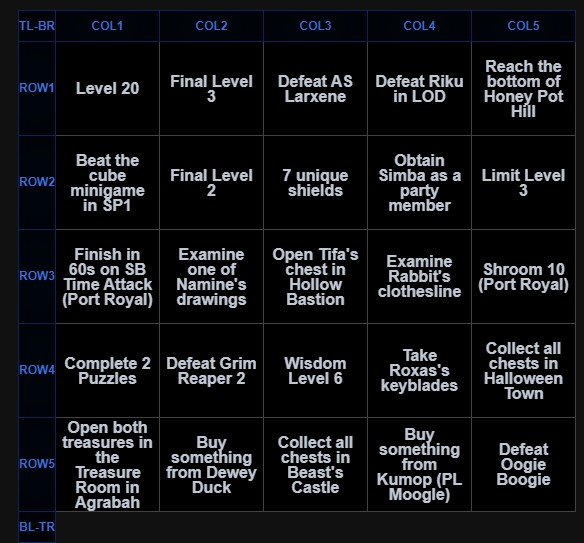 TL-BR COL1 COL2 COL3 COL4 COL5
ROW1
Level 20
Final Level
3
Defeat AS
Larxene
Defeat Riku
in LOD
Reach the
bottom of
Honey Pot
Hill
ROW2
Beat the
cube
minigame
in SP1
Final Level
2
7 unique
shields
Obtain
Simba as a
party
member
Limit Level
3
ROW3
Finish in
60s on SB
Time Attack
(Port Royal)
Examine
one of
Namine's
drawings
Open Tifa's
chest in
Hollow
Bastion
Examine
Rabbit's
clothesline
Shroom 10
(Port Royal)
ROW4
Complete 2
Puzzles
Defeat Grim
Reaper 2
Wisdom
Level 6
Take
Roxas's
keyblades
Collect all
chests in
Halloween
Town
ROW5
Open both
treasures in
the
Treasure
Room in
Agrabah
Buy
something
from Dewey
Duck
Collect all
chests in
Beast's
Castle
Buy
something
from
Kumop (PL
Moogle)
Defeat
Oogie
Boogie
BL-TR